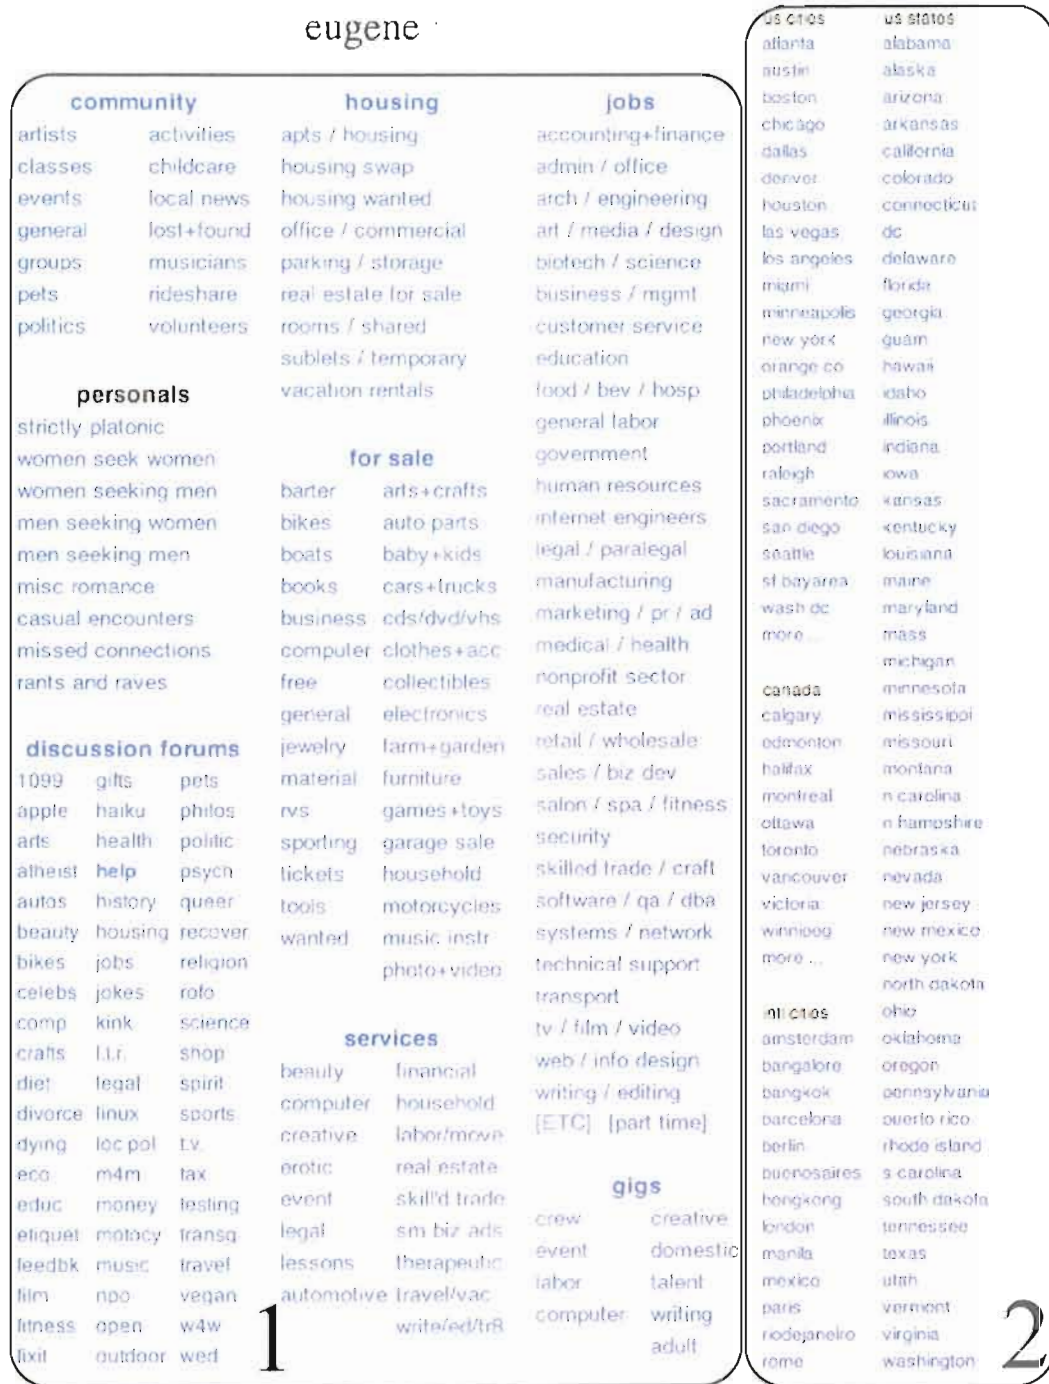 eugene
community
artists activities
classes childcare
events local news
general lost+found
groups musicians
pets rideshare
politics volunteers
personals
strictly platonic
women seek women
women seeking men
men seeking women
men seeking men
misc romance
casual encounters
missed connections
rants and raves
discussion forums
1099 gifts pets
apple haiku philos
arts health politic
atheist help psych
autos history queer
beauty housing recover
bikes jobs religion
celebs jokes rofo
comp kink science
crafts l.t.r. shop
diet legal spirit
divorce linux sports
dying loc pol t.v.
eco m4m tax
educ money testing
etiquet motocy transg
feedbk music travel
film npo vegan
fitness open w4w
fixit outdoor wed
housing
apts / housing
housing swap
housing wanted
office / commercial
parking / storage
real estate for sale
rooms / shared
sublets / temporary
vacation rentals
for sale
barter arts+crafts
bikes auto parts
boats baby+kids
books cars+trucks
business cds/dvd/vhs
computer clothes+acc
free collectibles
general electronics
jewelry farm+garden
material furniture
rvs games+toys
sporting garage sale
tickets household
tools motorcycles
wanted music instr
photo+video
services
beauty financial
computer household
creative labor/move
erotic real estate
event skill'd trade
legal sm biz ads
lessons therapeutic
automotive travel/vac
write/ed/tr8
1
jobs
accounting+finance
admin / office
arch / engineering
art / media / design
biotech / science
business / mgmt
customer service
education
food / bev / hosp
general labor
government
human resources
internet engineers
legal / paralegal
manufacturing
marketing / pr / ad
medical / health
nonprofit sector
real estate
retail / wholesale
sales / biz dev
salon / spa / fitness
security
skilled trade / craft
software / qa / dba
systems / network
technical support
transport
tv / film / video
web / info design
writing / editing
[ETC] [part time]
gigs
crew creative
event domestic
labor talent
computer writing
adult
us cities
atlanta
austin
boston
chicago
dallas
denver
houston
las vegas
los angeles
miami
minneapolis
new york
orange co
philadelphia
phoenix
portland
raleigh
sacramento
san diego
seattle
sf bayarea
wash dc
more ...
canada
calgary
edmonton
halifax
montreal
ottawa
toronto
vancouver
victoria
winnipeg
more ...
intl cities
amsterdam
bangalore
bangkok
barcelona
berlin
buenosaires
hongkong
london
manila
mexico
paris
riodejaneiro
rome
us states
alabama
alaska
arizona
arkansas
california
colorado
connecticut
dc
delaware
florida
georgia
guam
hawaii
idaho
illinois
indiana
iowa
kansas
kentucky
louisiana
maine
maryland
mass
michigan
minnesota
mississippi
missouri
montana
n carolina
n hampshire
nebraska
nevada
new jersey
new mexico
new york
north dakota
ohio
oklahoma
oregon
pennsylvania
puerto rico
rhode island
s carolina
south dakota
tennessee
texas
utah
vermont
virginia
washington
2